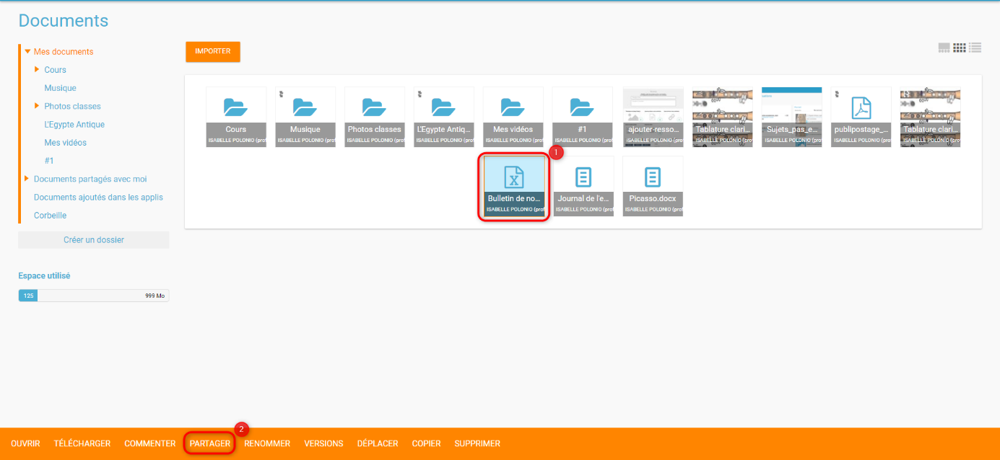 Documents
Mes documents
Cours
Musique
Photos classes
L'Egypte Antique
Mes vidéos
#1
Documents partagés avec moi
Documents ajoutés dans les applis
Corbeille
Créer un dossier
Espace utilisé
125 999 Mo
IMPORTER
Cours Musique Photos classes L'Egypte Antiq... Mes vidéos #1 ajouter-resso... Tablature clari... Sujets_pas_e... publipostage_... Tablature clari...
ISABELLE POLONIO (prof ISABELLE POLONIO (prof ISABELLE POLONIO (prof ISABELLE POLONIO (prof ISABELLE POLONIO (prof ISABELLE POLONIO (prof ISABELLE POLONIO (prof ISABELLE POLONIO (prof ISABELLE POLONIO (prof ISABELLE POLONIO (prof ISABELLE POLONIO (prof
1
Bulletin de no... Journal de l'e... Picasso.docx
ISABELLE POLONIO (prof ISABELLE POLONIO (prof ISABELLE POLONIO (prof
2
OUVRIR TÉLÉCHARGER COMMENTER PARTAGER RENOMMER VERSIONS DÉPLACER COPIER SUPPRIMER